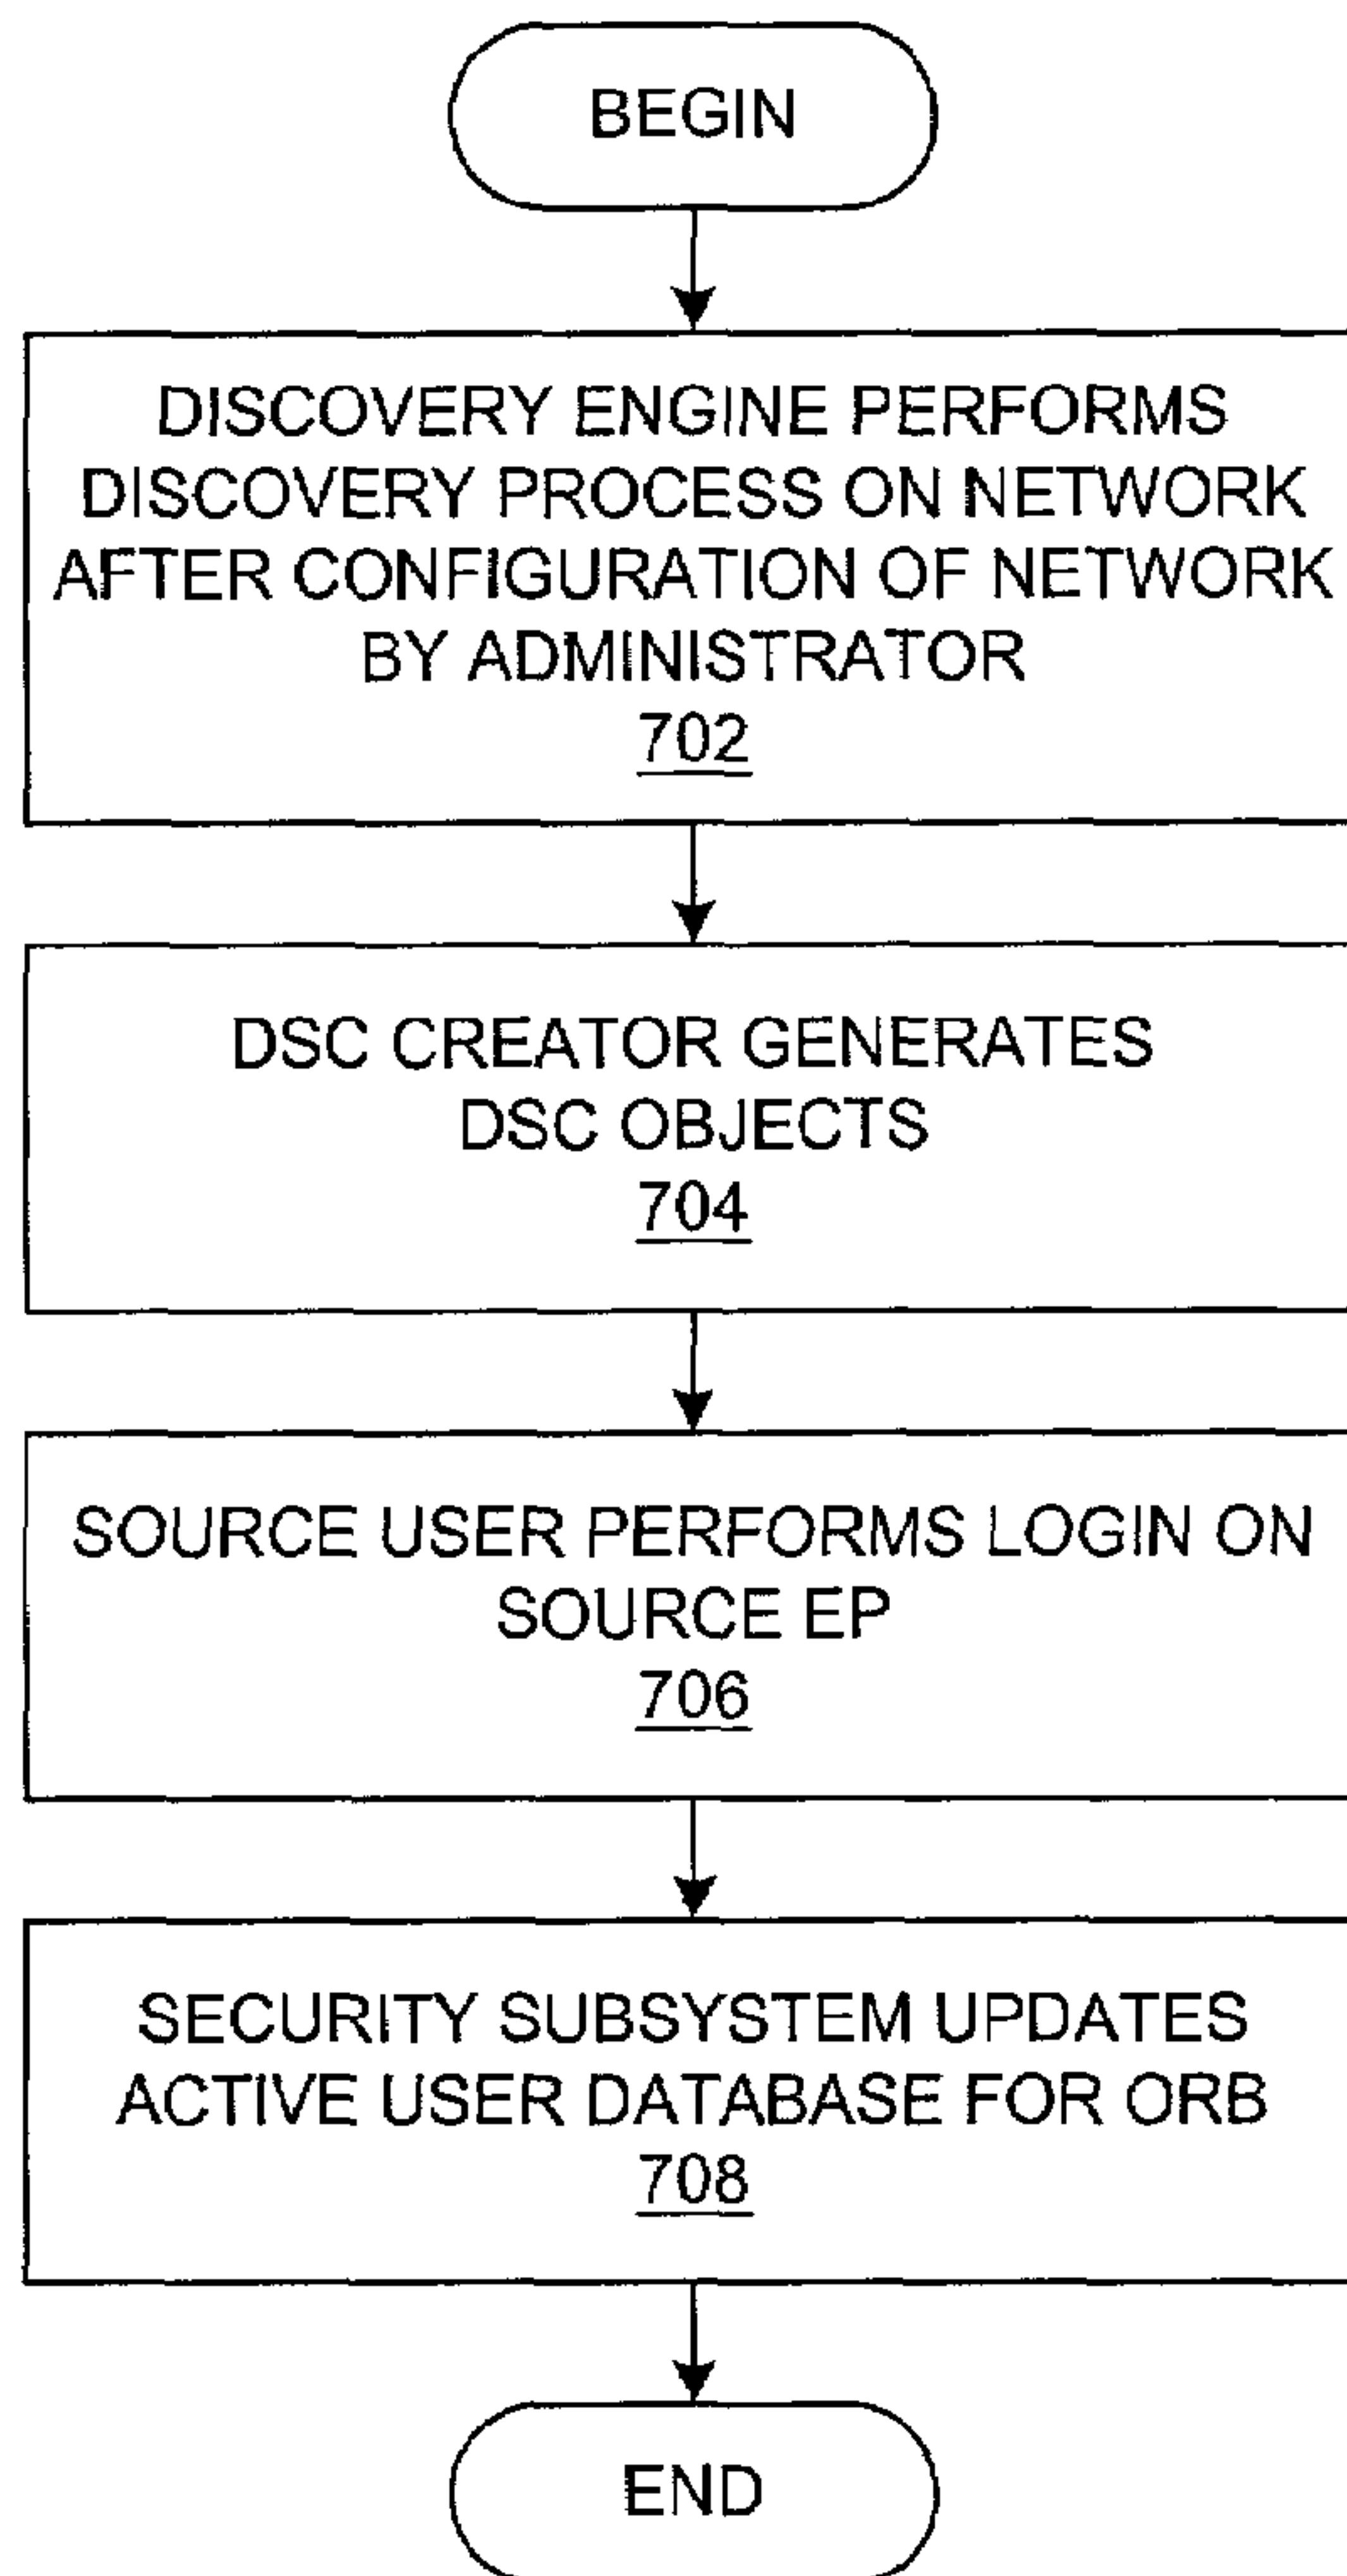 BEGIN
DISCOVERY ENGINE PERFORMS
DISCOVERY PROCESS ON NETWORK
AFTER CONFIGURATION OF NETWORK
BY ADMINISTRATOR
702
DSC CREATOR GENERATES
DSC OBJECTS
704
SOURCE USER PERFORMS LOGIN ON
SOURCE EP
706
SECURITY SUBSYSTEM UPDATES
ACTIVE USER DATABASE FOR ORB
708
END